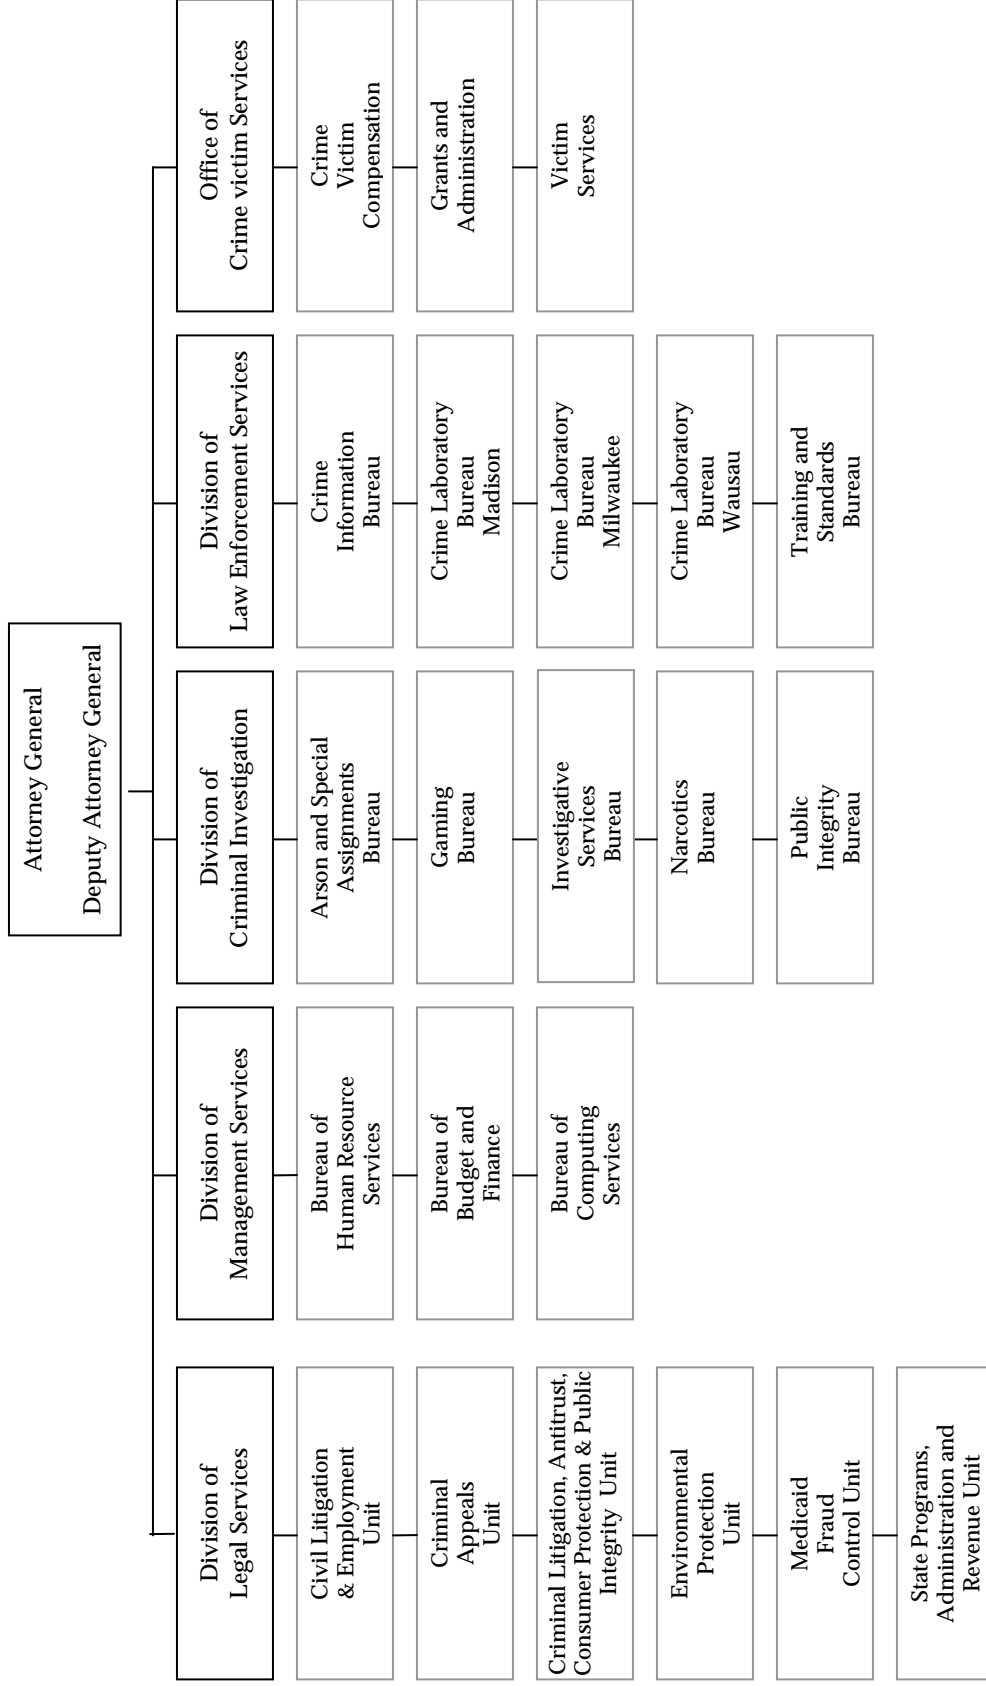 Attorney General
Deputy Attorney General
Division of
Legal Services
Civil Litigation
& Employment
Unit
Criminal
Appeals
Unit
Criminal Litigation, Antitrust,
Consumer Protection & Public
Integrity Unit
Environmental
Protection
Unit
Medicaid
Fraud
Control Unit
State Programs,
Administration and
Revenue Unit
Division of
Management Services
Bureau of
Human Resource
Services
Bureau of
Budget and
Finance
Bureau of
Computing
Services
Division of
Criminal Investigation
Arson and Special
Assignments
Bureau
Gaming
Bureau
Investigative
Services
Bureau
Narcotics
Bureau
Public
Integrity
Bureau
Division of
Law Enforcement Services
Crime
Information
Bureau
Crime Laboratory
Bureau
Madison
Crime Laboratory
Bureau
Milwaukee
Crime Laboratory
Bureau
Wausau
Training and
Standards
Bureau
Office of
Crime victim Services
Crime
Victim
Compensation
Grants and
Administration
Victim
Services